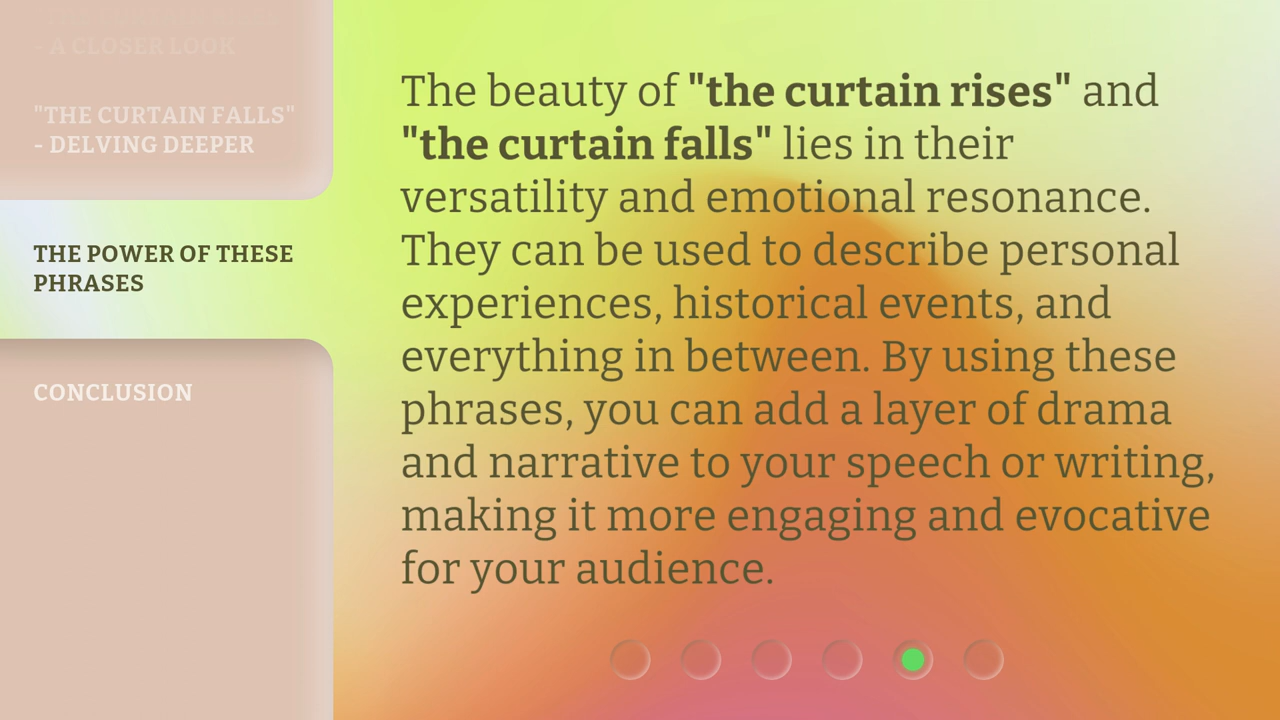 - A CLOSER LOOK
"THE CURTAIN FALLS"
- DELVING DEEPER
THE POWER OF THESE
PHRASES
CONCLUSION
The beauty of "the curtain rises" and
"the curtain falls" lies in their
versatility and emotional resonance.
They can be used to describe personal
experiences, historical events, and
everything in between. By using these
phrases, you can add a layer of drama
and narrative to your speech or writing,
making it more engaging and evocative
for your audience.